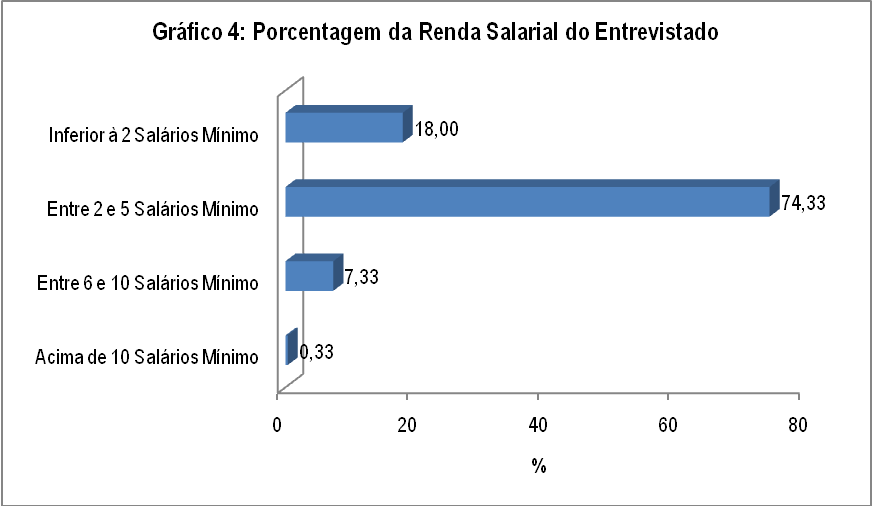 Gráfico 4: Porcentagem da Renda Salarial do Entrevistado
Inferior à 2 Salários Mínimo
18,00
Entre 2 e 5 Salários Mínimo
74,33
Entre 6 e 10 Salários Mínimo
7,33
Acima de 10 Salários Mínimo
0,33
0 20 40 60 80
%